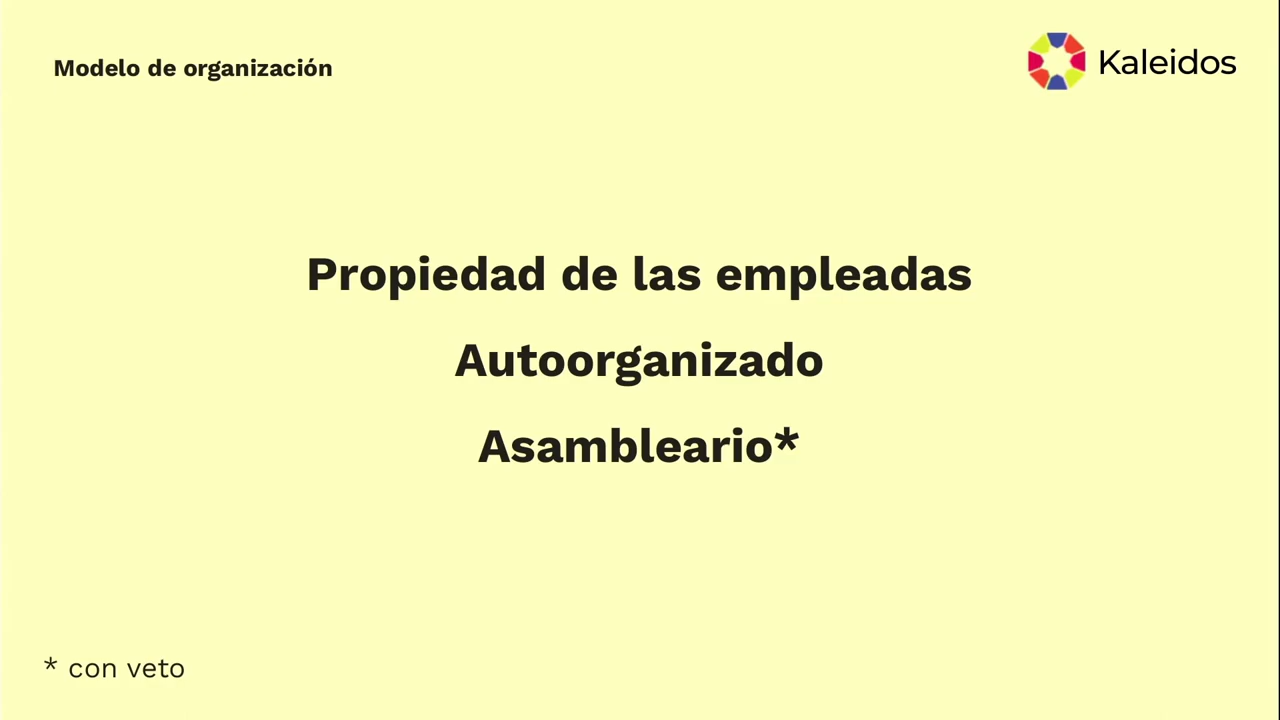 Modelo de organización
Kaleidos
Propiedad de las empleadas
Autoorganizado
Asambleario*
* con veto